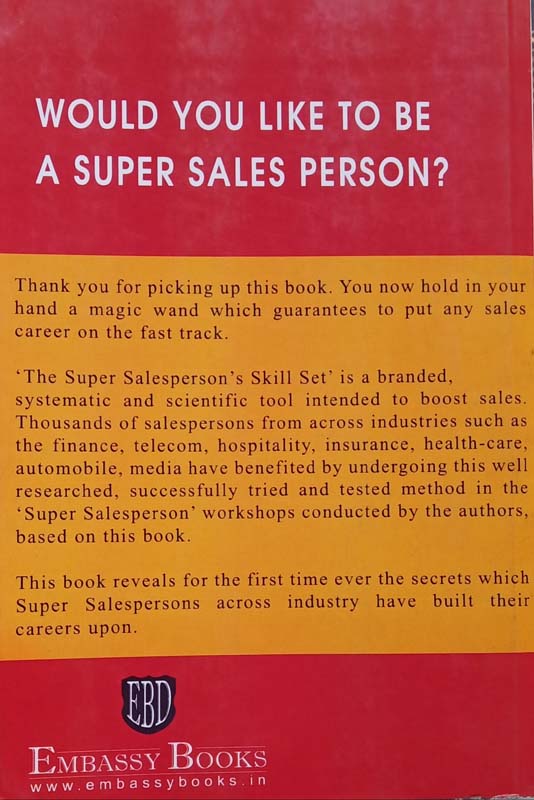 WOULD YOU LIKE TO BE
A SUPER SALES PERSON?
Thank you for picking up this book. You now hold in your
hand a magic wand which guarantees to put any sales
career on the fast track.
‘The Super Salesperson’s Skill Set’ is a branded,
systematic and scientific tool intended to boost sales.
Thousands of salespersons from across industries such as
the finance, telecom, hospitality, insurance, health-care,
automobile, media have benefited by undergoing this well
researched, successfully tried and tested method in the
‘Super Salesperson’ workshops conducted by the authors,
based on this book.
This book reveals for the first time ever the secrets which
Super Salespersons across industry have built their
careers upon.
EBD
EMBASSY BOOKS
www.embassybooks.in